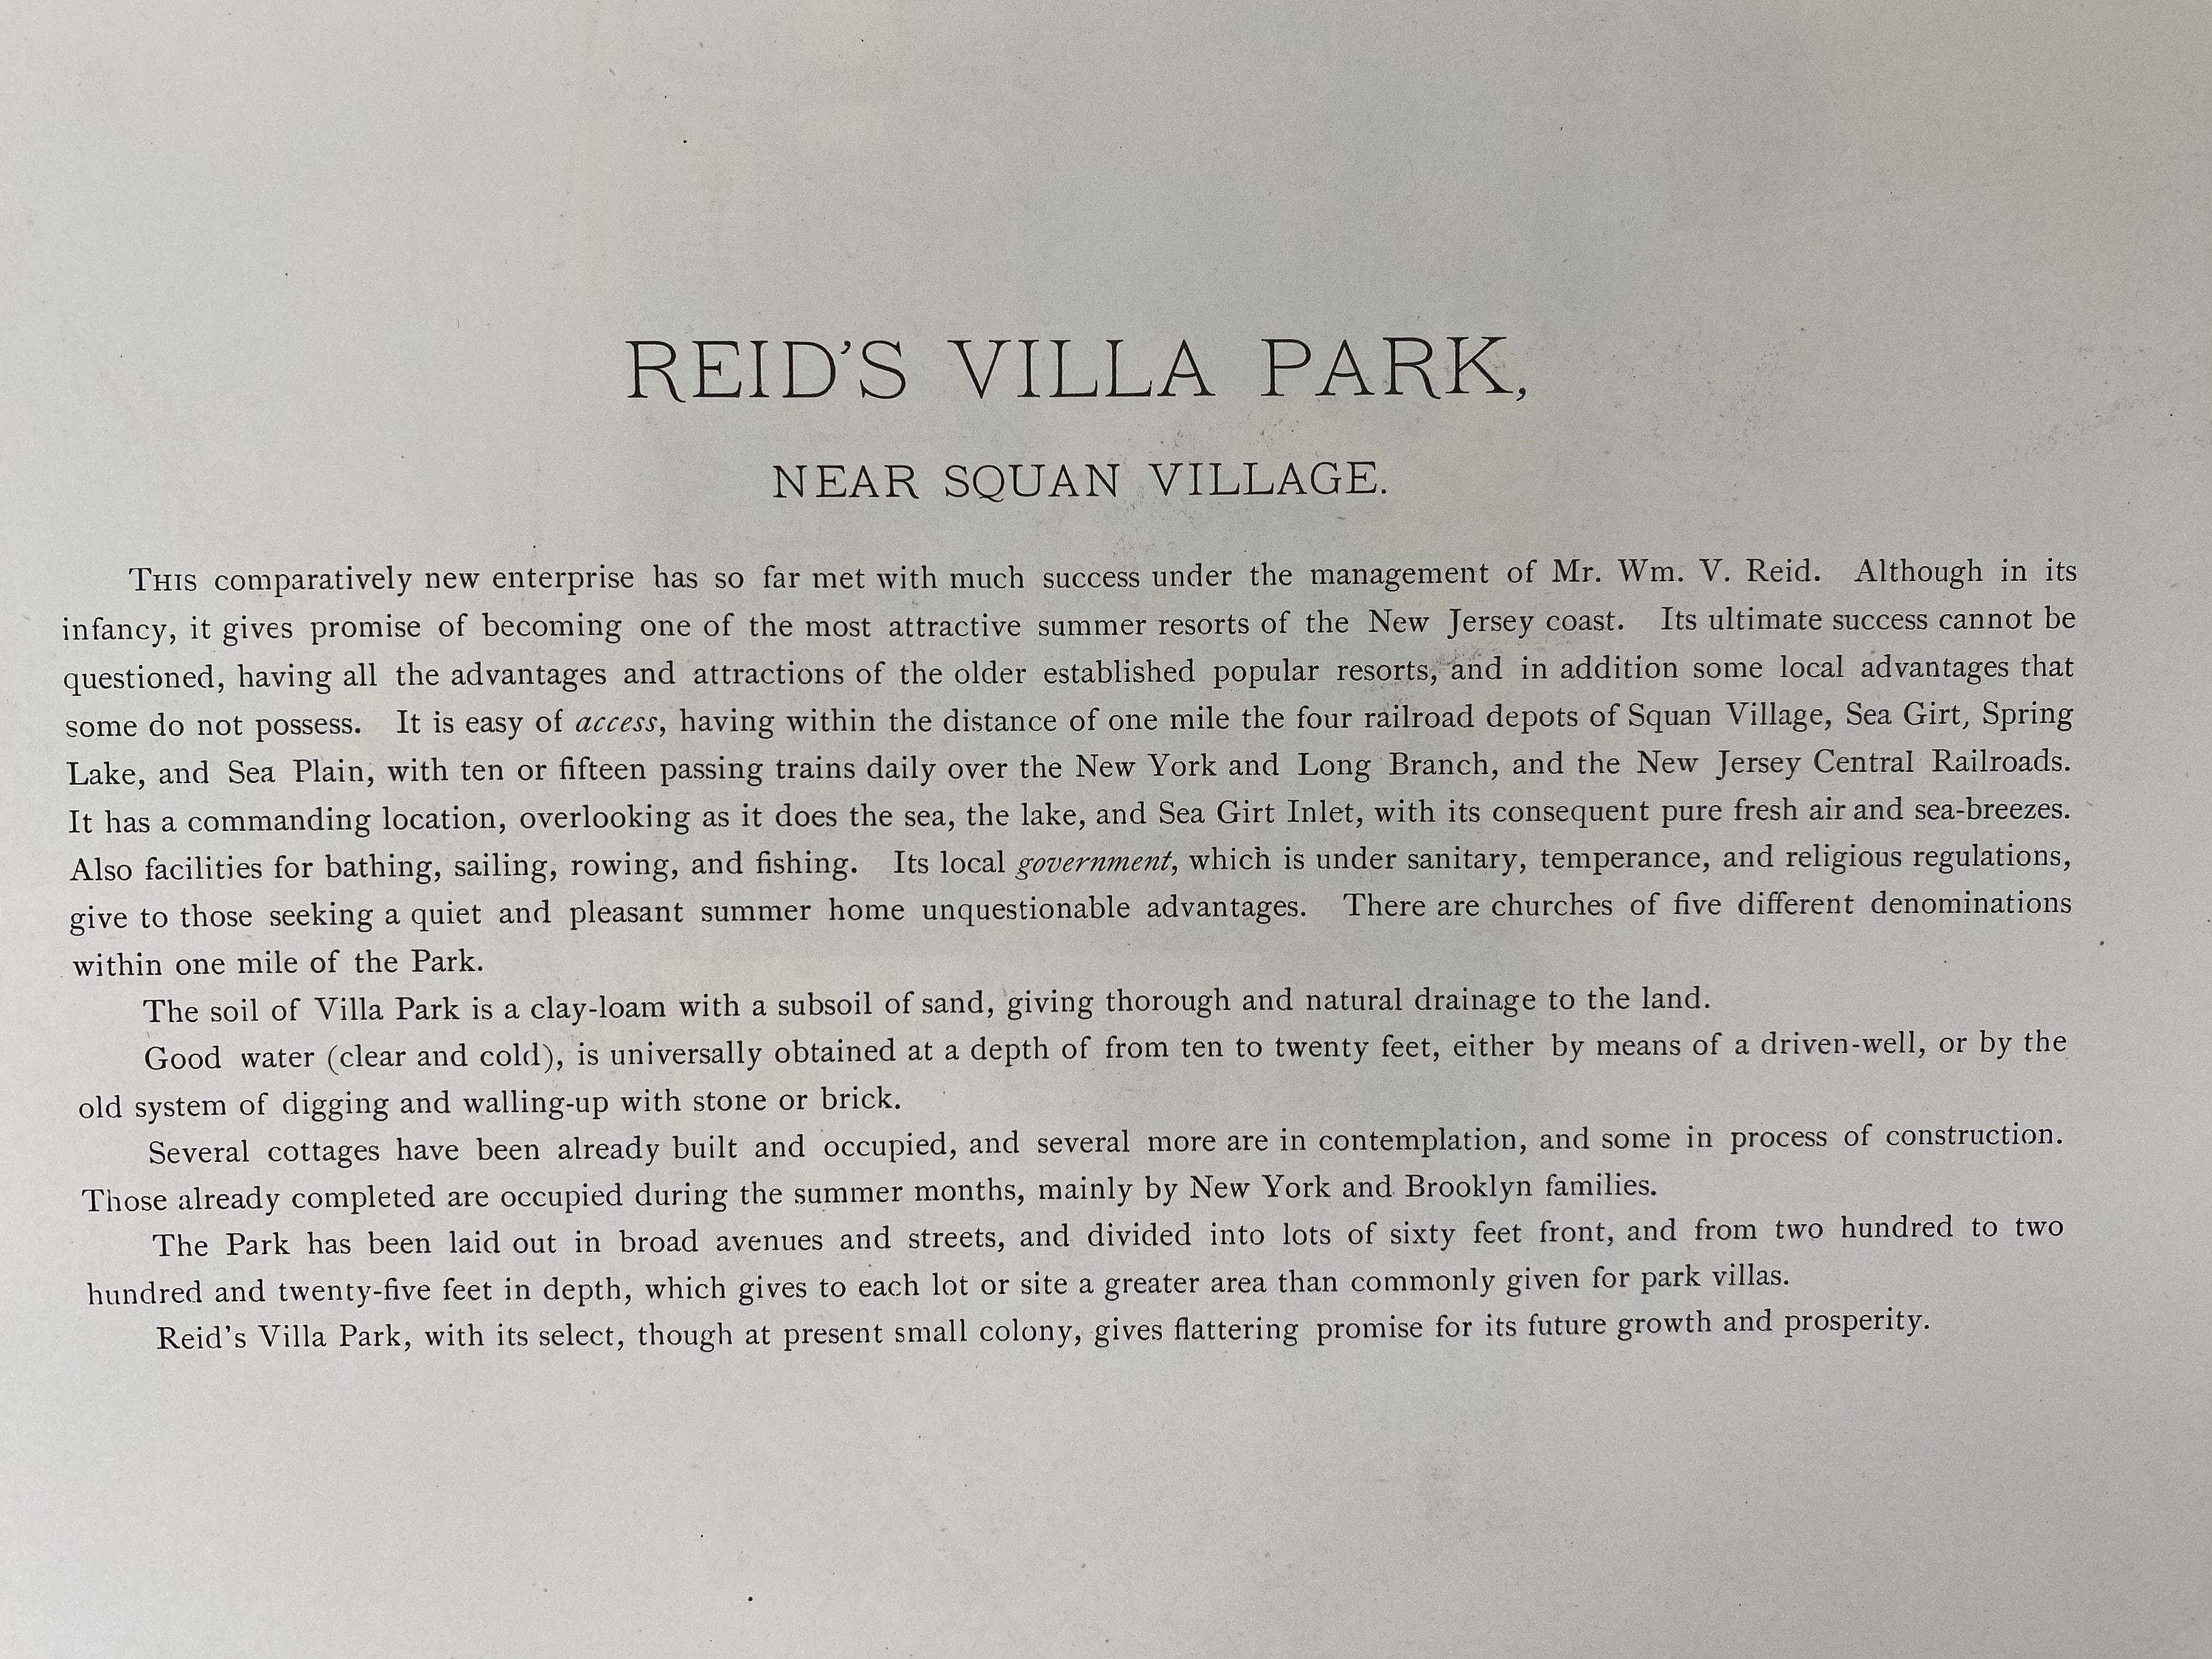 REID'S VILLA PARK,
NEAR SQUAN VILLAGE.
THIS comparatively new enterprise has so far met with much success under the management of Mr. Wm. V. Reid. Although in its
infancy, it gives promise of becoming one of the most attractive summer resorts of the New Jersey coast. Its ultimate success cannot be
questioned, having all the advantages and attractions of the older established popular resorts, and in addition some local advantages that
some do not possess. It is easy of access, having within the distance of one mile the four railroad depots of Squan Village, Sea Girt, Spring
Lake, and Sea Plain, with ten or fifteen passing trains daily over the New York and Long Branch, and the New Jersey Central Railroads.
It has a commanding location, overlooking as it does the sea, the lake, and Sea Girt Inlet, with its consequent pure fresh air and sea-breezes.
Also facilities for bathing, sailing, rowing, and fishing. Its local government, which is under sanitary, temperance, and religious regulations,
give to those seeking a quiet and pleasant summer home unquestionable advantages. There are churches of five different denominations
within one mile of the Park.
The soil of Villa Park is a clay-loam with a subsoil of sand, giving thorough and natural drainage to the land.
Good water (clear and cold), is universally obtained at a depth of from ten to twenty feet, either by means of a driven-well, or by the
old system of digging and walling-up with stone or brick.
Several cottages have been already built and occupied, and several more are in contemplation, and some in process of construction.
Those already completed are occupied during the summer months, mainly by New York and Brooklyn families.
The Park has been laid out in broad avenues and streets, and divided into lots of sixty feet front, and from two hundred to two
hundred and twenty-five feet in depth, which gives to each lot or site a greater area than commonly given for park villas.
Reid's Villa Park, with its select, though at present small colony, gives flattering promise for its future growth and prosperity.